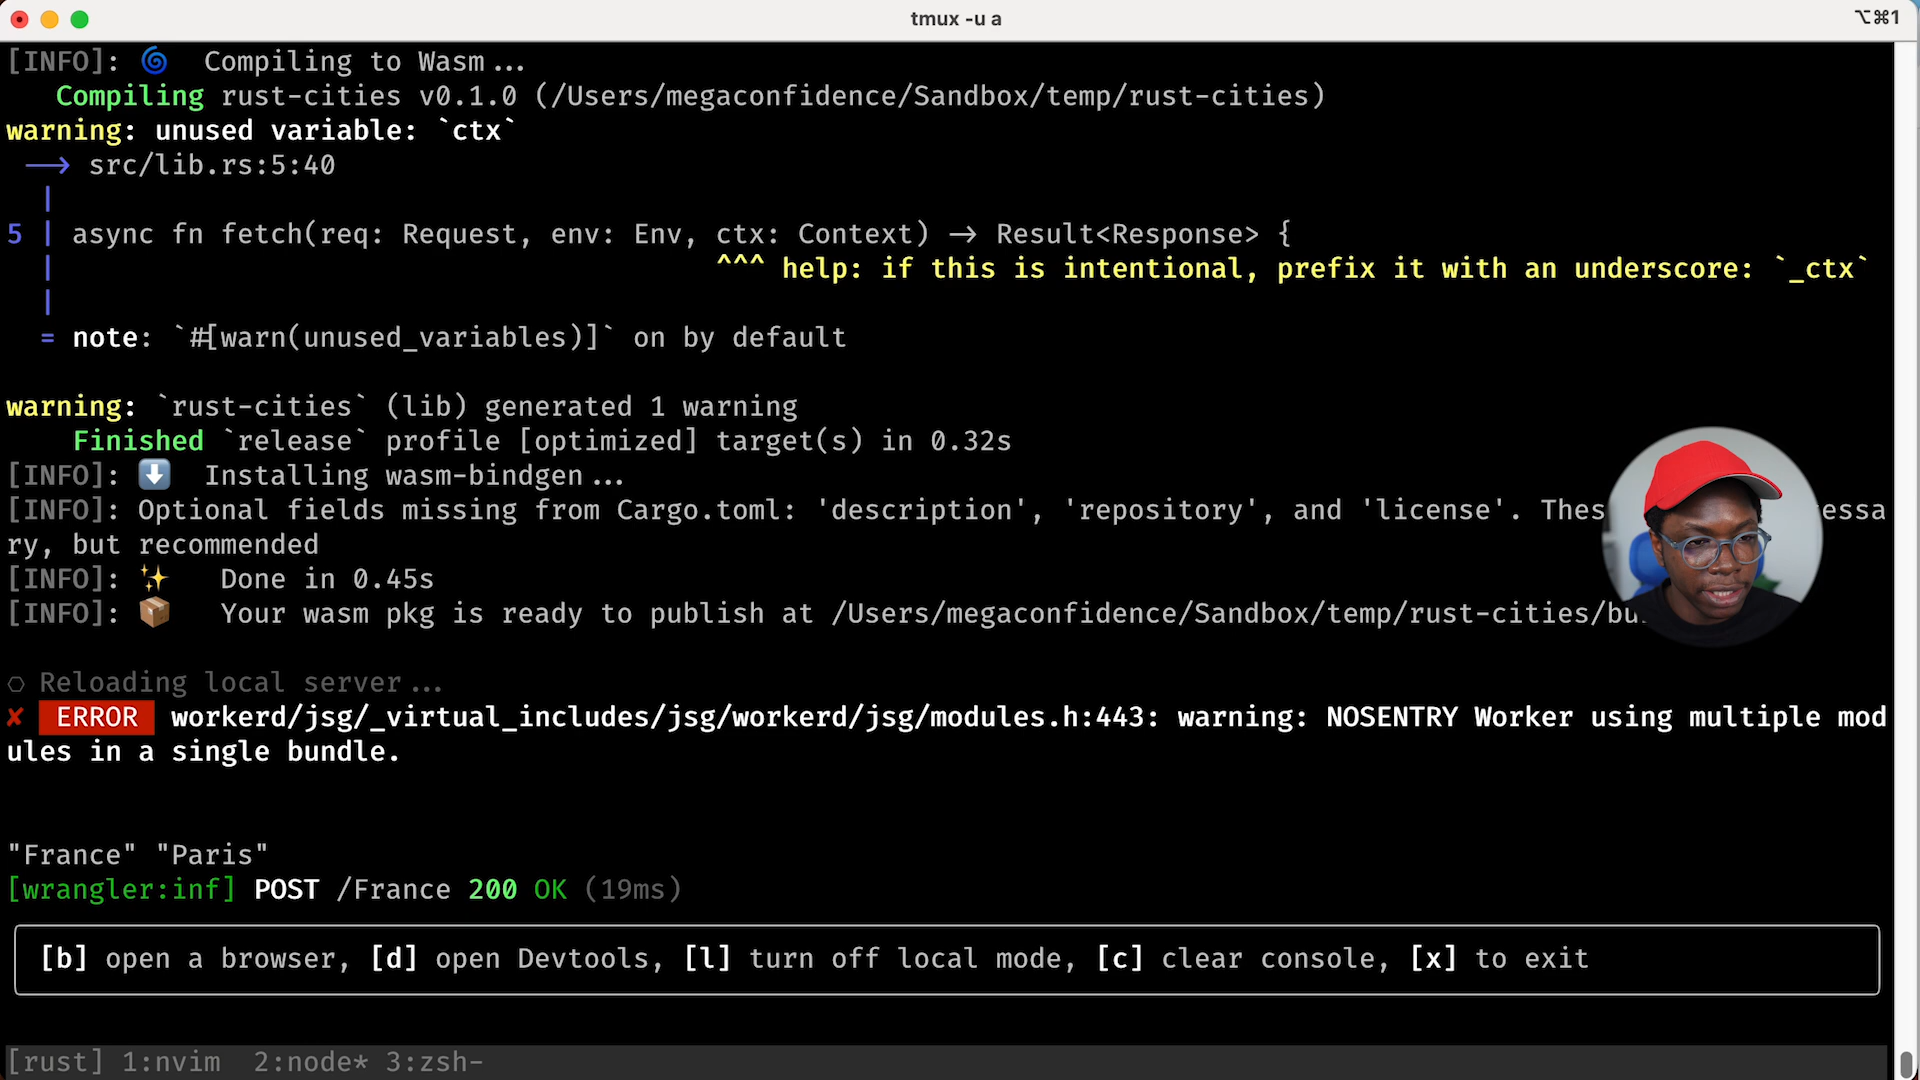 tmux -u a
⌥⌘1
[INFO]: 🌀 Compiling to Wasm...
Compiling rust-cities v0.1.0 (/Users/megaconfidence/Sandbox/temp/rust-cities)
warning: unused variable: `ctx`
--> src/lib.rs:5:40
|
5 | async fn fetch(req: Request, env: Env, ctx: Context) -> Result<Response> {
| ^^^ help: if this is intentional, prefix it with an underscore: `_ctx`
|
= note: `#[warn(unused_variables)]` on by default
warning: `rust-cities` (lib) generated 1 warning
Finished `release` profile [optimized] target(s) in 0.32s
[INFO]: ⬇️ Installing wasm-bindgen...
[INFO]: Optional fields missing from Cargo.toml: 'description', 'repository', and 'license'. Thes essa
ry, but recommended
[INFO]: ✨ Done in 0.45s
[INFO]: 📦 Your wasm pkg is ready to publish at /Users/megaconfidence/Sandbox/temp/rust-cities/bu
Reloading local server...
✘ ERROR workerd/jsg/_virtual_includes/jsg/workerd/jsg/modules.h:443: warning: NOSENTRY Worker using multiple mod
ules in a single bundle.
"France" "Paris"
[wrangler:inf] POST /France 200 OK (19ms)
[b] open a browser, [d] open Devtools, [l] turn off local mode, [c] clear console, [x] to exit
[rust] 1:nvim 2:node* 3:zsh-